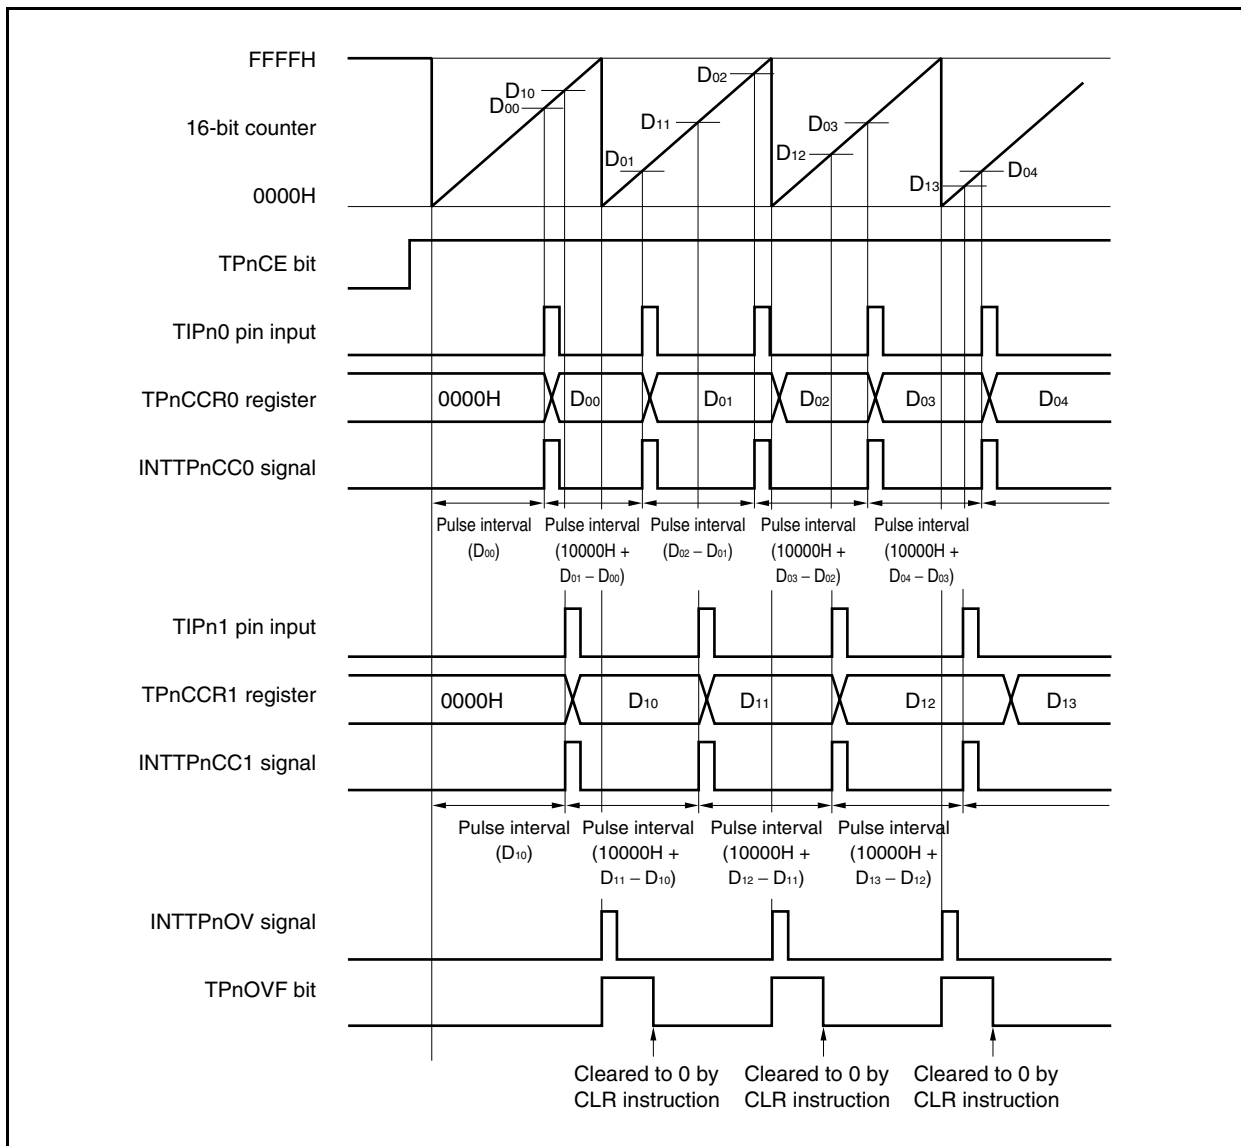 FFFFH
16-bit counter
0000H
D10
D00
D01
D11
D02
D12
D03
D13
D04
TPnCE bit
TIPn0 pin input
TPnCCR0 register
0000H
D00
D01
D02
D03
D04
INTTPnCC0 signal
Pulse interval
(D00)
Pulse interval
(10000H +
D01 – D00)
Pulse interval
(D02 – D01)
Pulse interval
(10000H +
D03 – D02)
Pulse interval
(10000H +
D04 – D03)
TIPn1 pin input
TPnCCR1 register
0000H
D10
D11
D12
D13
INTTPnCC1 signal
Pulse interval
(D10)
Pulse interval
(10000H +
D11 – D10)
Pulse interval
(10000H +
D12 – D11)
Pulse interval
(10000H +
D13 – D12)
INTTPnOV signal
TPnOVF bit
Cleared to 0 by
CLR instruction
Cleared to 0 by
CLR instruction
Cleared to 0 by
CLR instruction